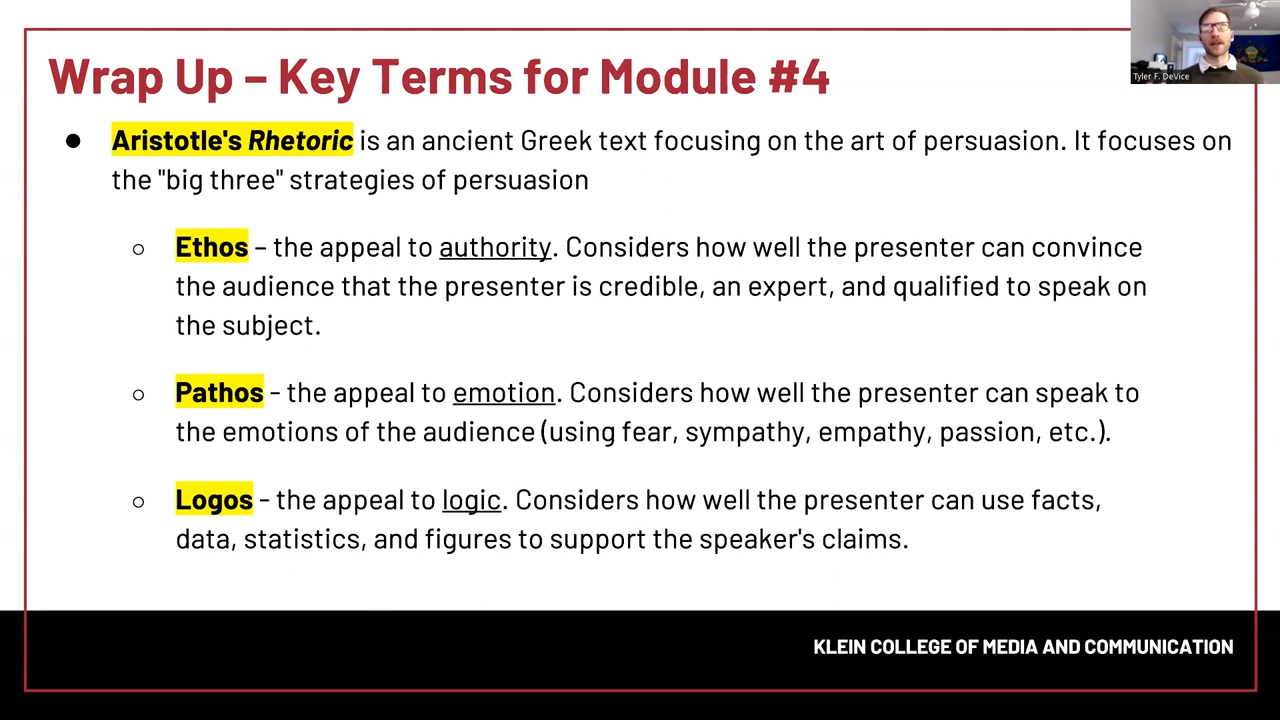 Wrap Up – Key Terms for Module #4
Tyler F. DeVice
● Aristotle's Rhetoric is an ancient Greek text focusing on the art of persuasion. It focuses on
the "big three" strategies of persuasion
○ Ethos – the appeal to authority. Considers how well the presenter can convince
the audience that the presenter is credible, an expert, and qualified to speak on
the subject.
○ Pathos - the appeal to emotion. Considers how well the presenter can speak to
the emotions of the audience (using fear, sympathy, empathy, passion, etc.).
○ Logos - the appeal to logic. Considers how well the presenter can use facts,
data, statistics, and figures to support the speaker's claims.
KLEIN COLLEGE OF MEDIA AND COMMUNICATION